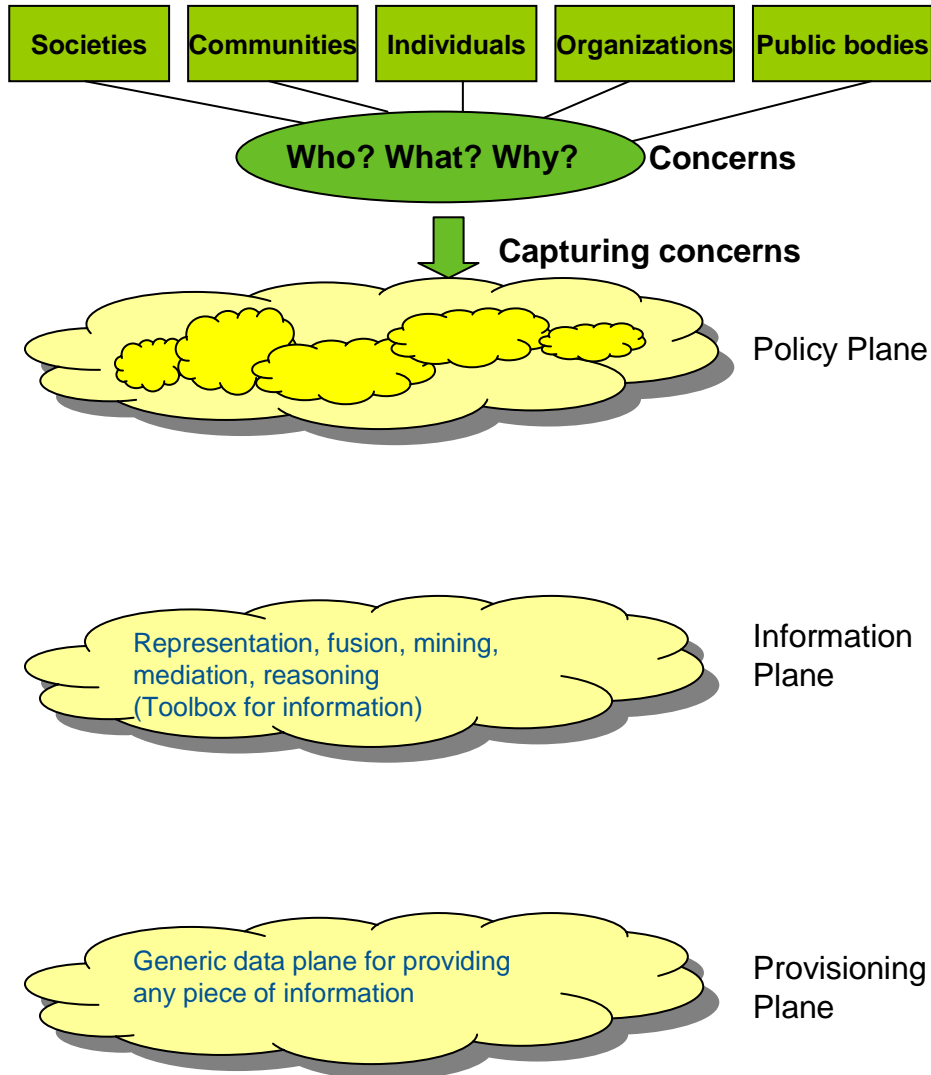 Societies
Communities
Individuals
Organizations
Public bodies
Who? What? Why?
Concerns
Capturing concerns
Policy Plane
Representation, fusion, mining,
mediation, reasoning
(Toolbox for information)
Information
Plane
Generic data plane for providing
any piece of information
Provisioning
Plane